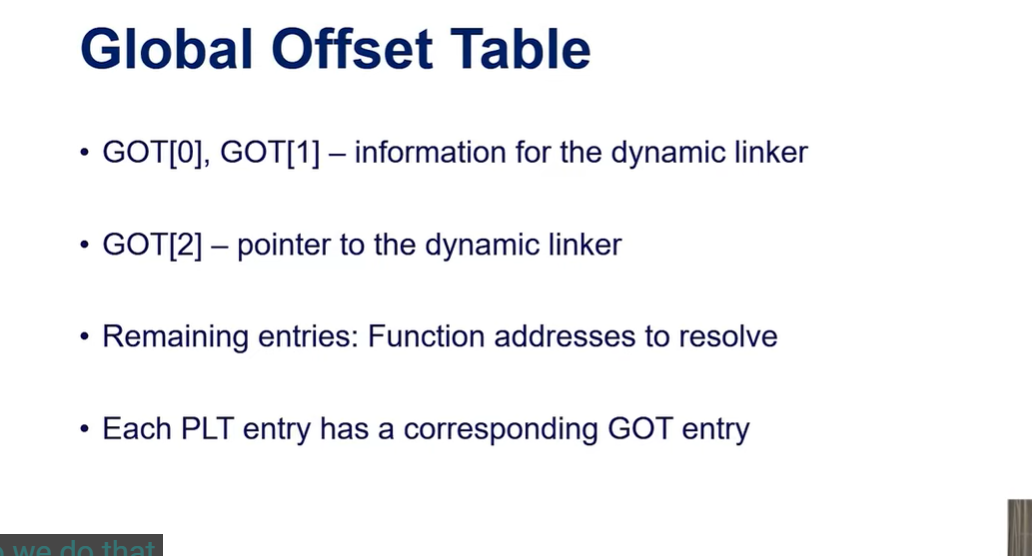 Global Offset Table
• GOT[0], GOT[1] – information for the dynamic linker
• GOT[2] – pointer to the dynamic linker
• Remaining entries: Function addresses to resolve
• Each PLT entry has a corresponding GOT entry
we do that